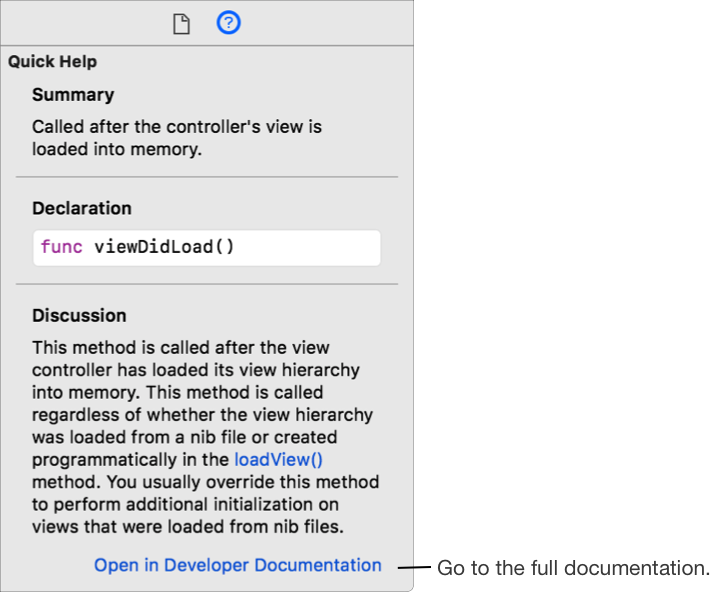 Quick Help
Summary
Called after the controller's view is
loaded into memory.
Declaration
func viewDidLoad()
Discussion
This method is called after the view
controller has loaded its view hierarchy
into memory. This method is called
regardless of whether the view hierarchy
was loaded from a nib file or created
programmatically in the loadView()
method. You usually override this method
to perform additional initialization on
views that were loaded from nib files.
Open in Developer Documentation
Go to the full documentation.